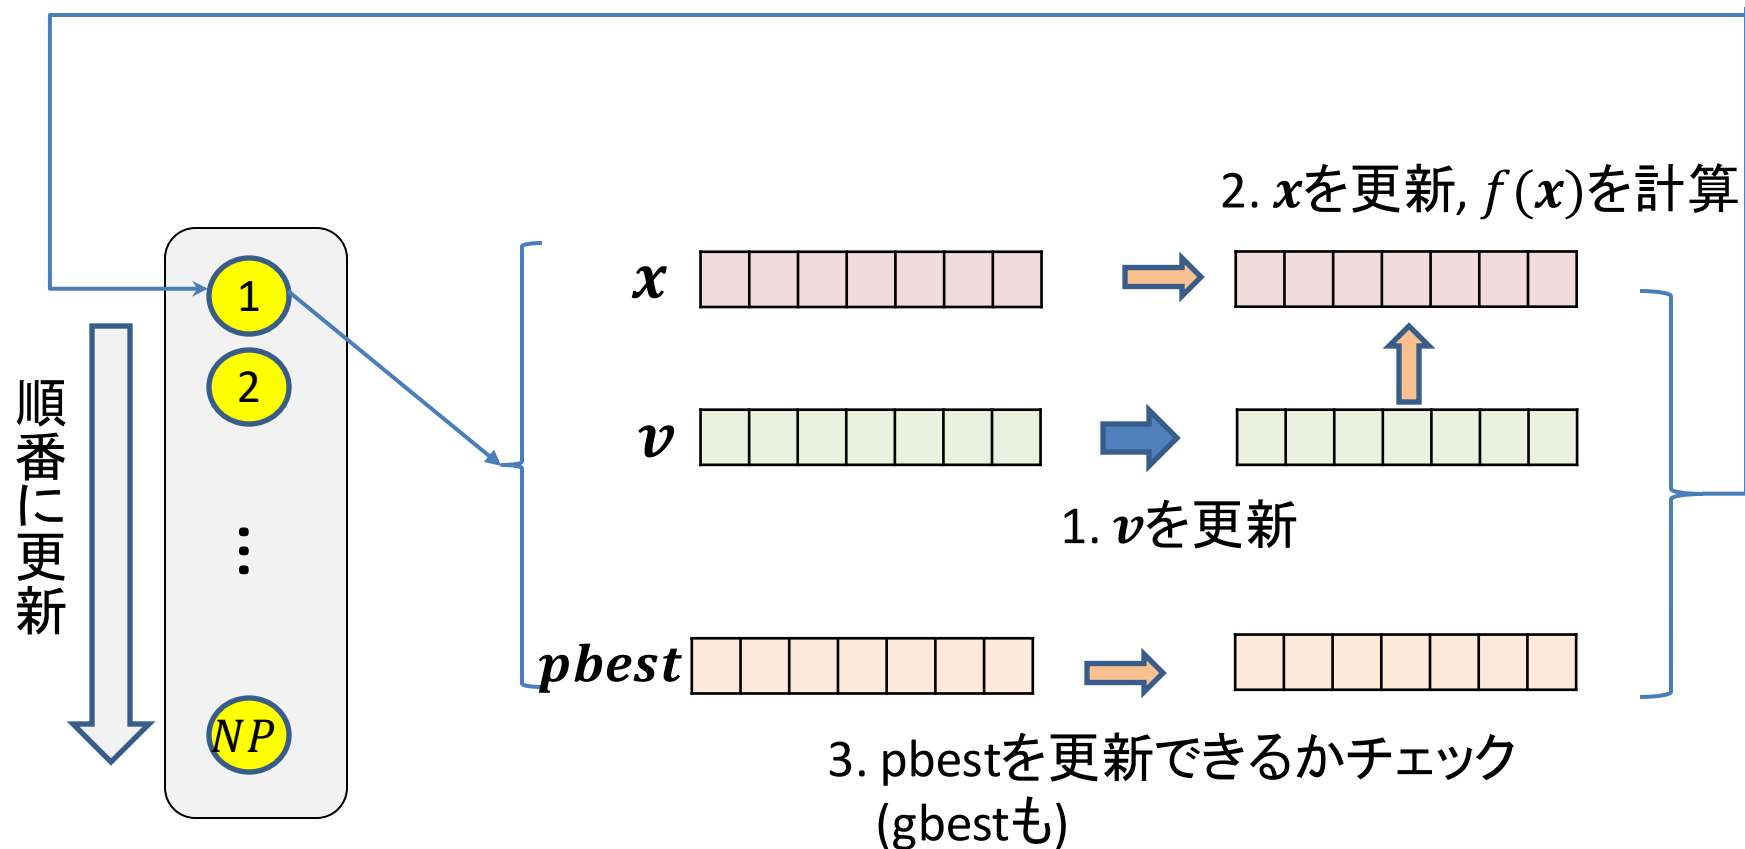 順番に更新
1
2
⋮
NP
x
v
pbest
2. xを更新, f(x)を計算
1. vを更新
3. pbestを更新できるかチェック
(gbestも)